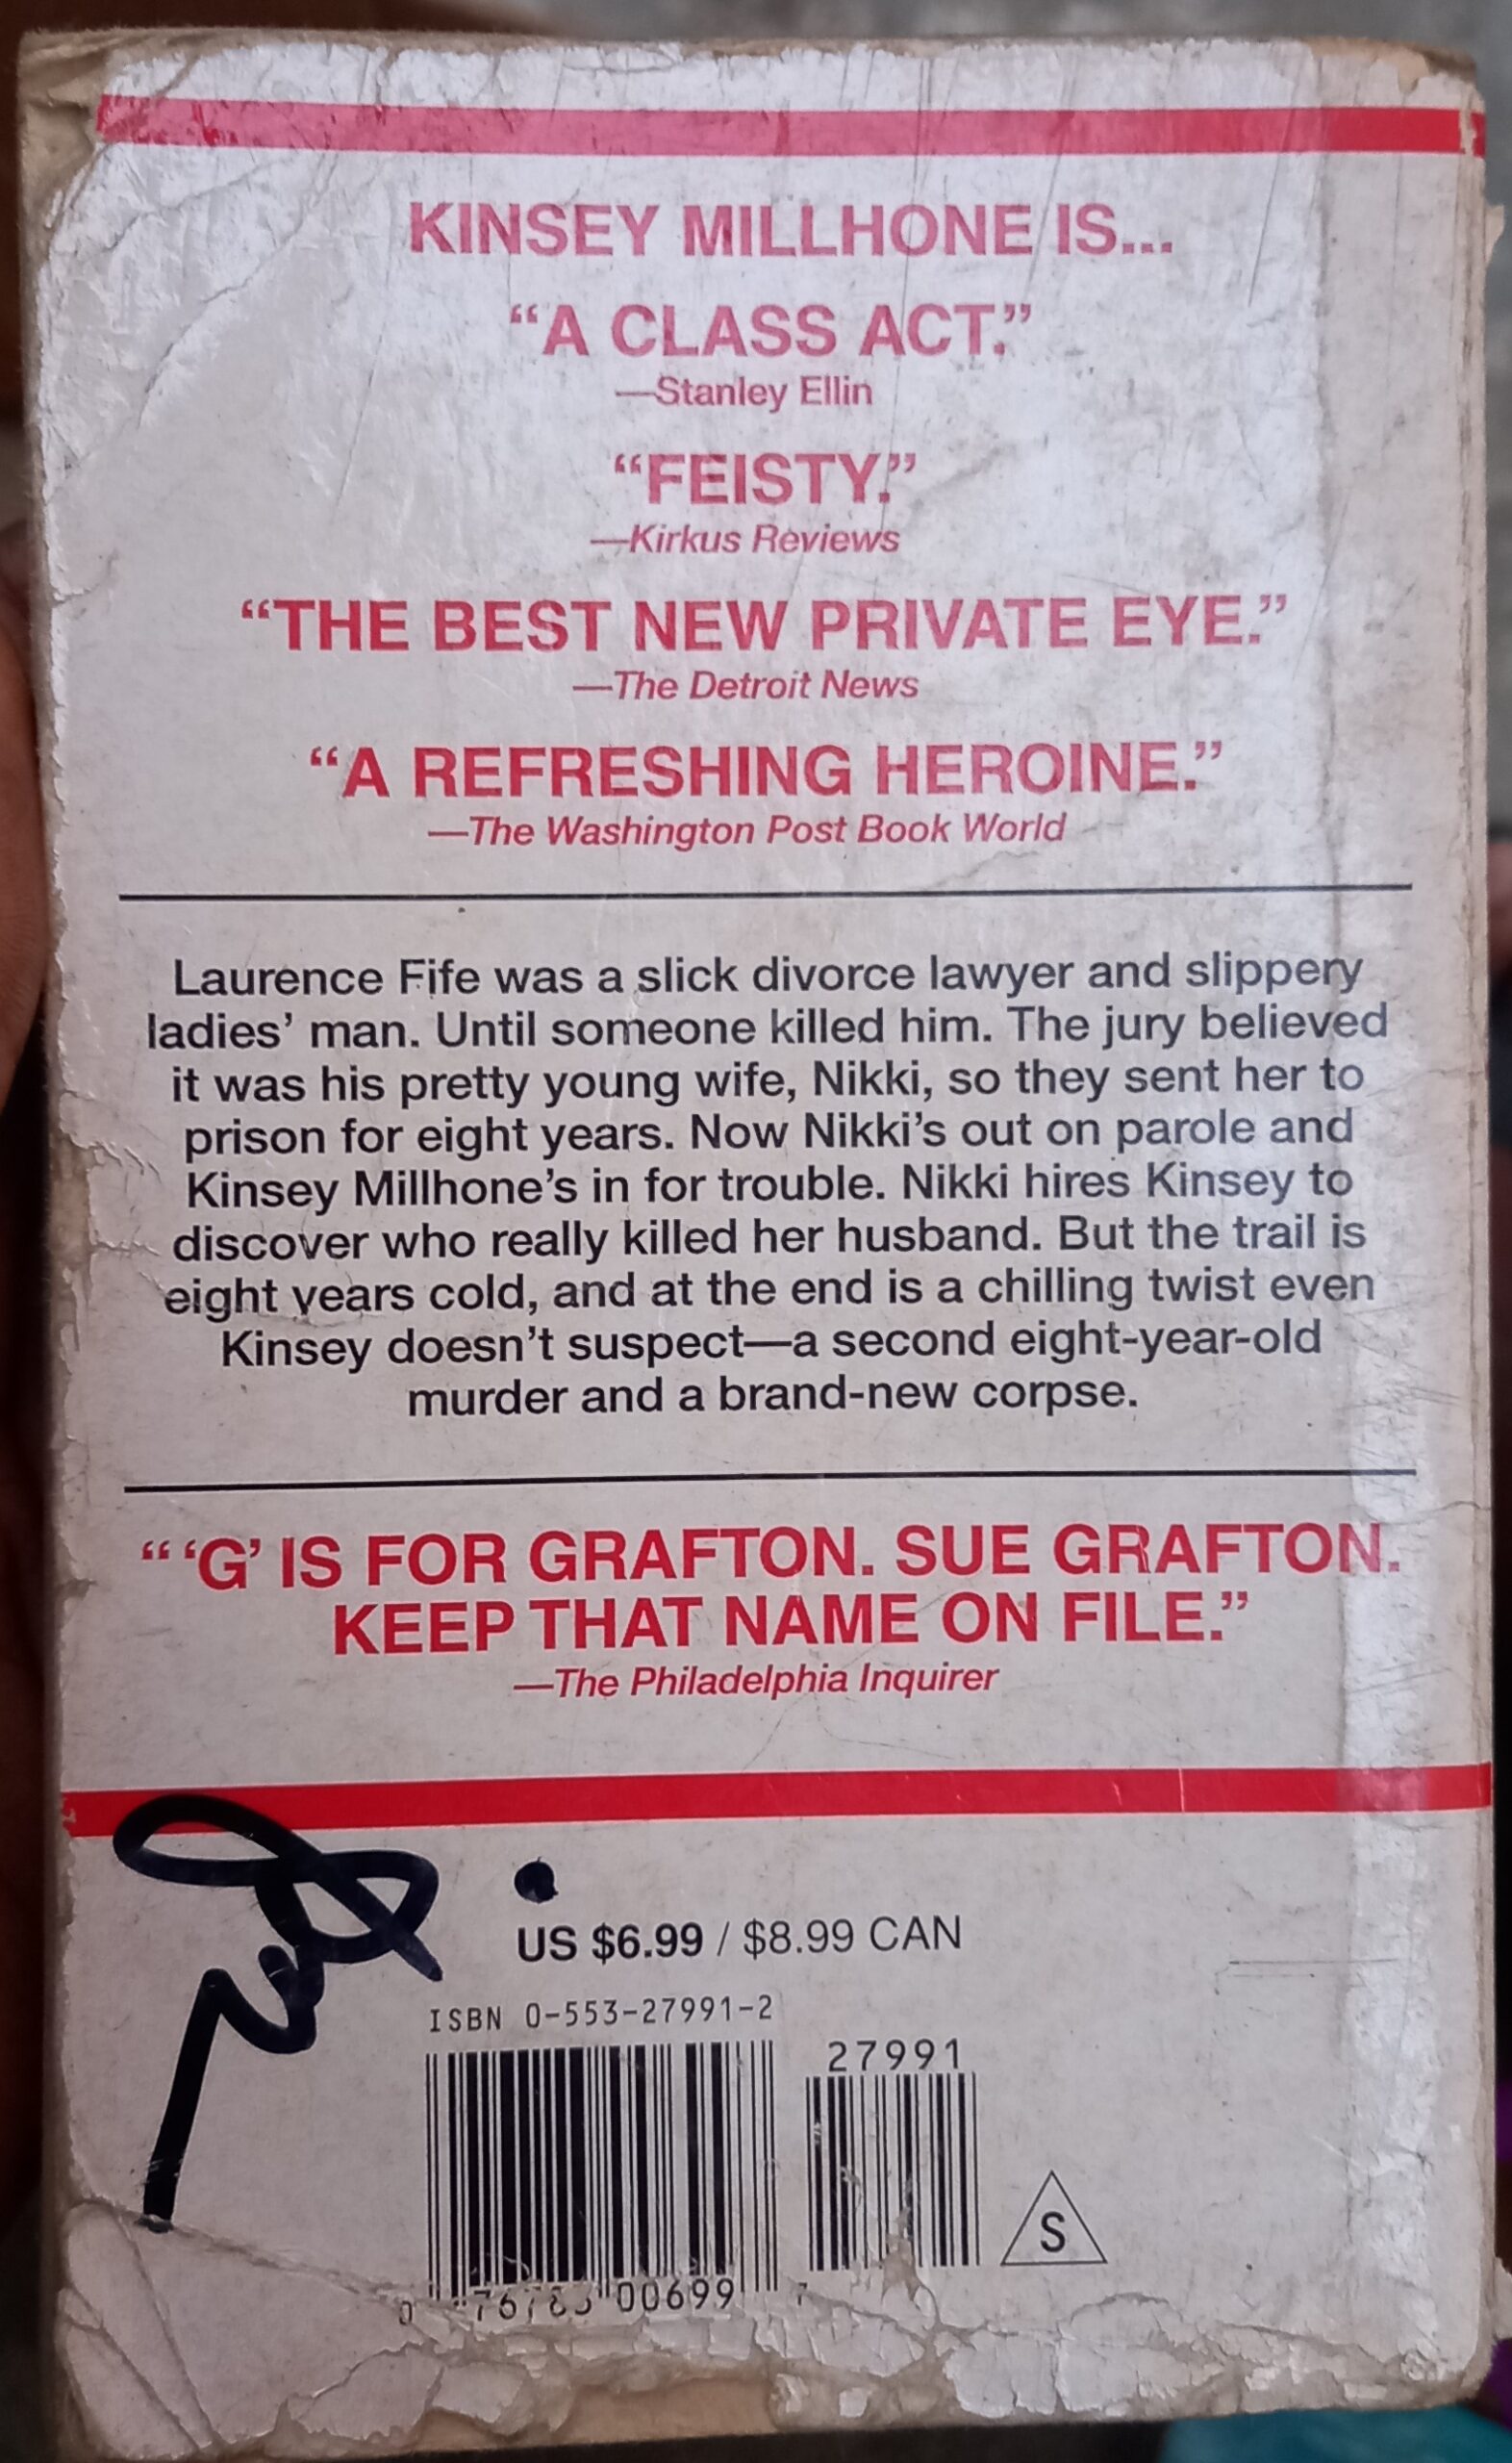 KINSEY MILLHONE IS...
“A CLASS ACT.”
—Stanley Ellin
“FEISTY.”
—Kirkus Reviews
“THE BEST NEW PRIVATE EYE.”
—The Detroit News
“A REFRESHING HEROINE.”
—The Washington Post Book World
Laurence Fife was a slick divorce lawyer and slippery
ladies’ man. Until someone killed him. The jury believed
it was his pretty young wife, Nikki, so they sent her to
prison for eight years. Now Nikki’s out on parole and
Kinsey Millhone’s in for trouble. Nikki hires Kinsey to
discover who really killed her husband. But the trail is
eight years cold, and at the end is a chilling twist even
Kinsey doesn’t suspect—a second eight-year-old
murder and a brand-new corpse.
“ ‘G’ IS FOR GRAFTON. SUE GRAFTON.
KEEP THAT NAME ON FILE.”
—The Philadelphia Inquirer
US $6.99 / $8.99 CAN
ISBN 0-553-27991-2
27991
S
0 76783 00699 7